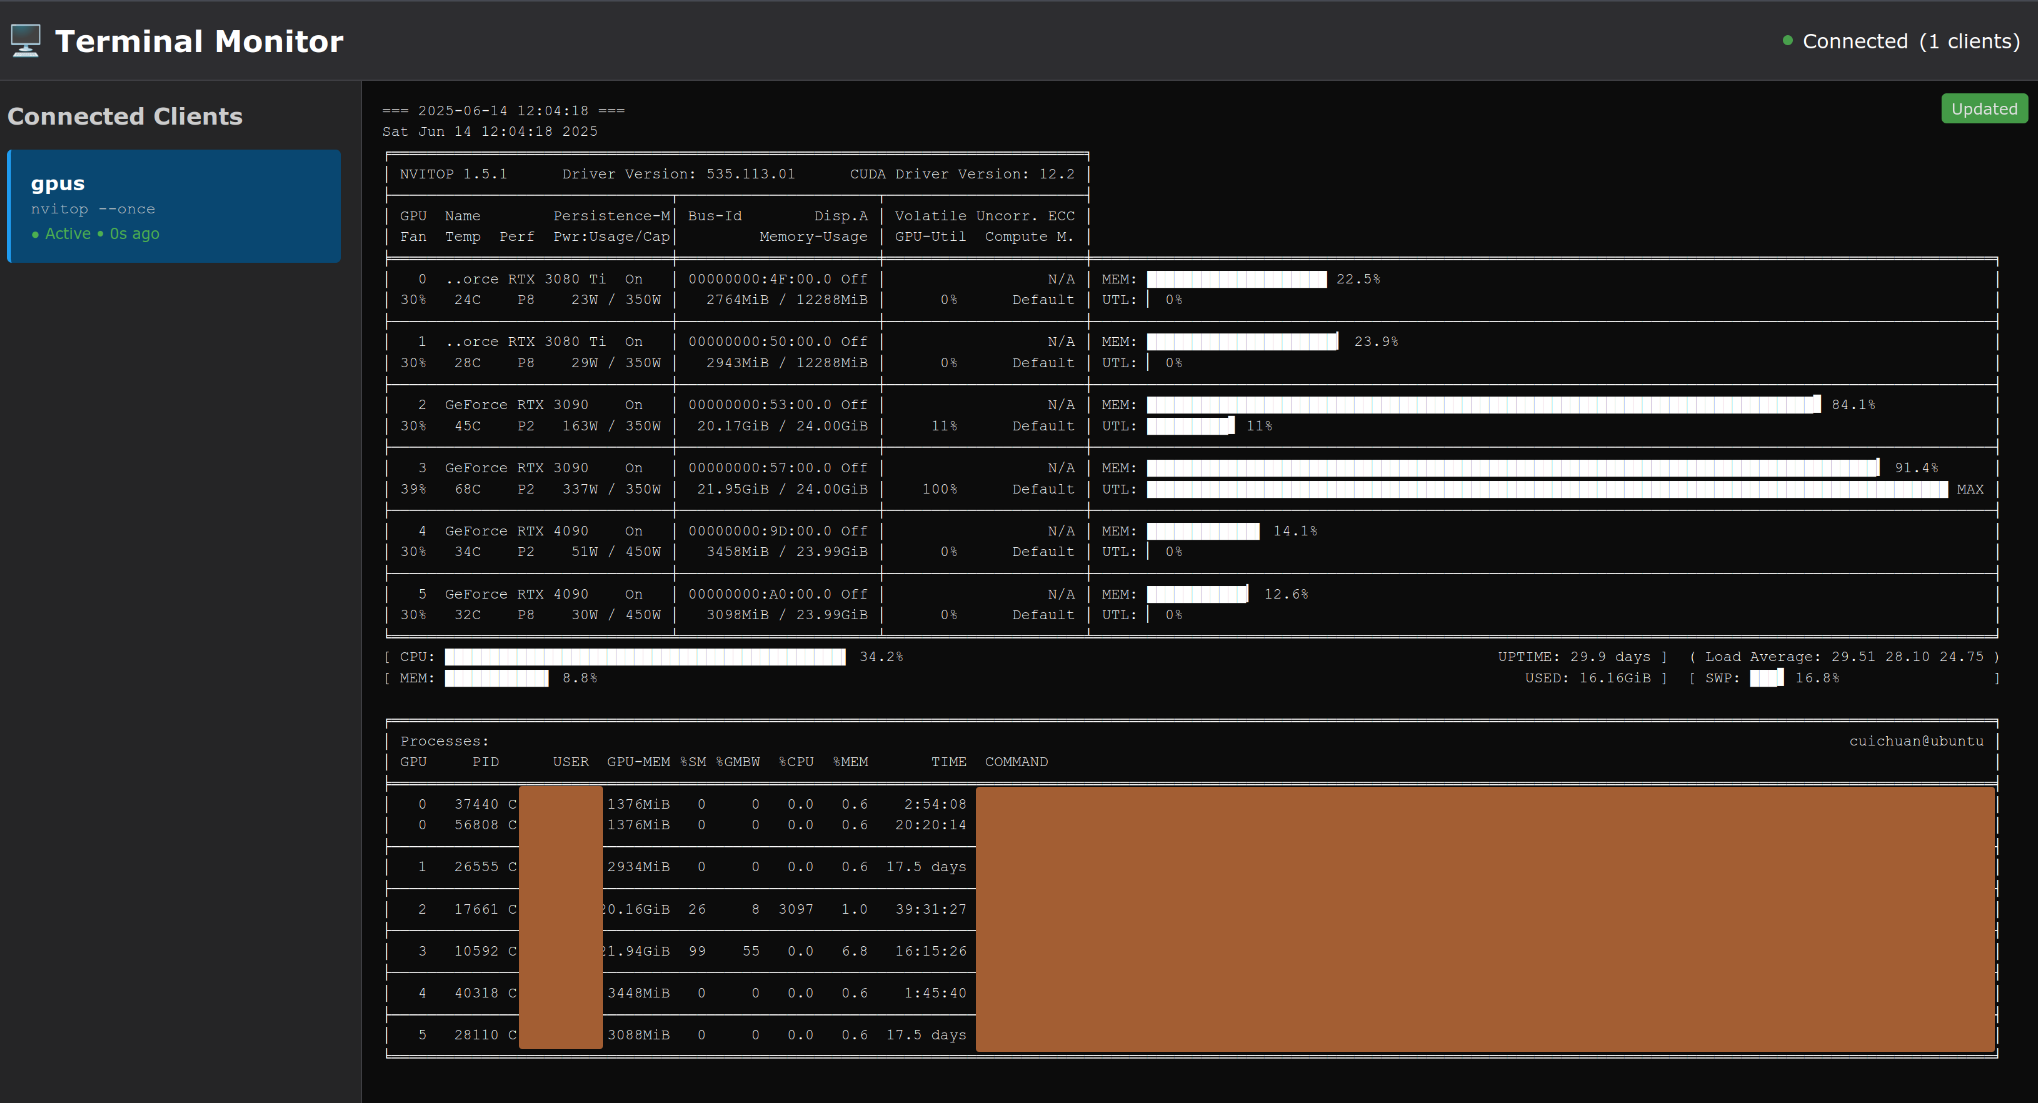 Terminal Monitor
Connected (1 clients)
Connected Clients
gpus
nvitop --once
● Active • 0s ago
Updated
=== 2025-06-14 12:04:18 ===
Sat Jun 14 12:04:18 2025
NVITOP 1.5.1 Driver Version: 535.113.01 CUDA Driver Version: 12.2
GPU Name Persistence-M Bus-Id Disp.A Volatile Uncorr. ECC
Fan Temp Perf Pwr:Usage/Cap Memory-Usage GPU-Util Compute M.
0 ..orce RTX 3080 Ti On 00000000:4F:00.0 Off N/A MEM: 22.5%
30% 24C P8 23W / 350W 2764MiB / 12288MiB 0% Default UTL: 0%
1 ..orce RTX 3080 Ti On 00000000:50:00.0 Off N/A MEM: 23.9%
30% 28C P8 29W / 350W 2943MiB / 12288MiB 0% Default UTL: 0%
2 GeForce RTX 3090 On 00000000:53:00.0 Off N/A MEM: 84.1%
30% 45C P2 163W / 350W 20.17GiB / 24.00GiB 11% Default UTL: 11%
3 GeForce RTX 3090 On 00000000:57:00.0 Off N/A MEM: 91.4%
39% 68C P2 337W / 350W 21.95GiB / 24.00GiB 100% Default UTL: MAX
4 GeForce RTX 4090 On 00000000:9D:00.0 Off N/A MEM: 14.1%
30% 34C P2 51W / 450W 3458MiB / 23.99GiB 0% Default UTL: 0%
5 GeForce RTX 4090 On 00000000:A0:00.0 Off N/A MEM: 12.6%
30% 32C P8 30W / 450W 3098MiB / 23.99GiB 0% Default UTL: 0%
[ CPU: 34.2% UPTIME: 29.9 days ] ( Load Average: 29.51 28.10 24.75 )
[ MEM: 8.8% USED: 16.16GiB ] [ SWP: 16.8% ]
Processes: cuichuan@ubuntu
GPU PID USER GPU-MEM %SM %GMBW %CPU %MEM TIME COMMAND
0 37440 C 1376MiB 0 0 0.0 0.6 2:54:08
0 56808 C 1376MiB 0 0 0.0 0.6 20:20:14
1 26555 C 2934MiB 0 0 0.0 0.6 17.5 days
2 17661 C 20.16GiB 26 8 3097 1.0 39:31:27
3 10592 C 21.94GiB 99 55 0.0 6.8 16:15:26
4 40318 C 3448MiB 0 0 0.0 0.6 1:45:40
5 28110 C 3088MiB 0 0 0.0 0.6 17.5 days